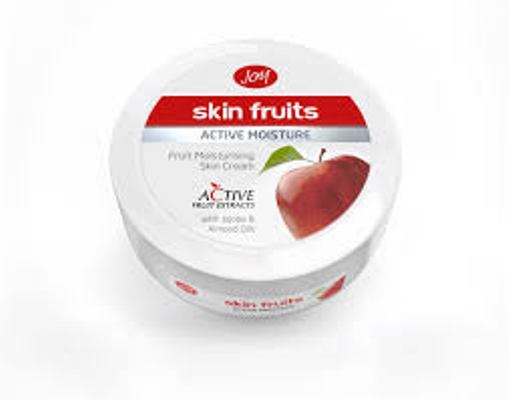 Joy
skin fruits
ACTIVE MOISTURE
Fruit Moisturising
Skin Cream
ACTIVE
FRUIT EXTRACTS
with Jojoba &
Almond Oils
skin fruits